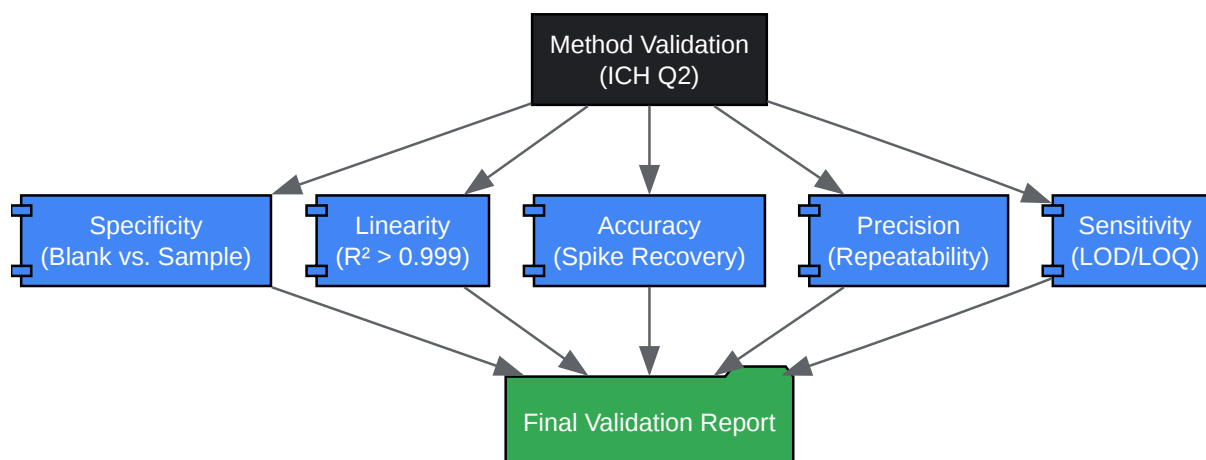 Method Validation
(ICH Q2)
Specificity
(Blank vs. Sample)
Linearity
(R² > 0.999)
Accuracy
(Spike Recovery)
Precision
(Repeatability)
Sensitivity
(LOD/LOQ)
Final Validation Report